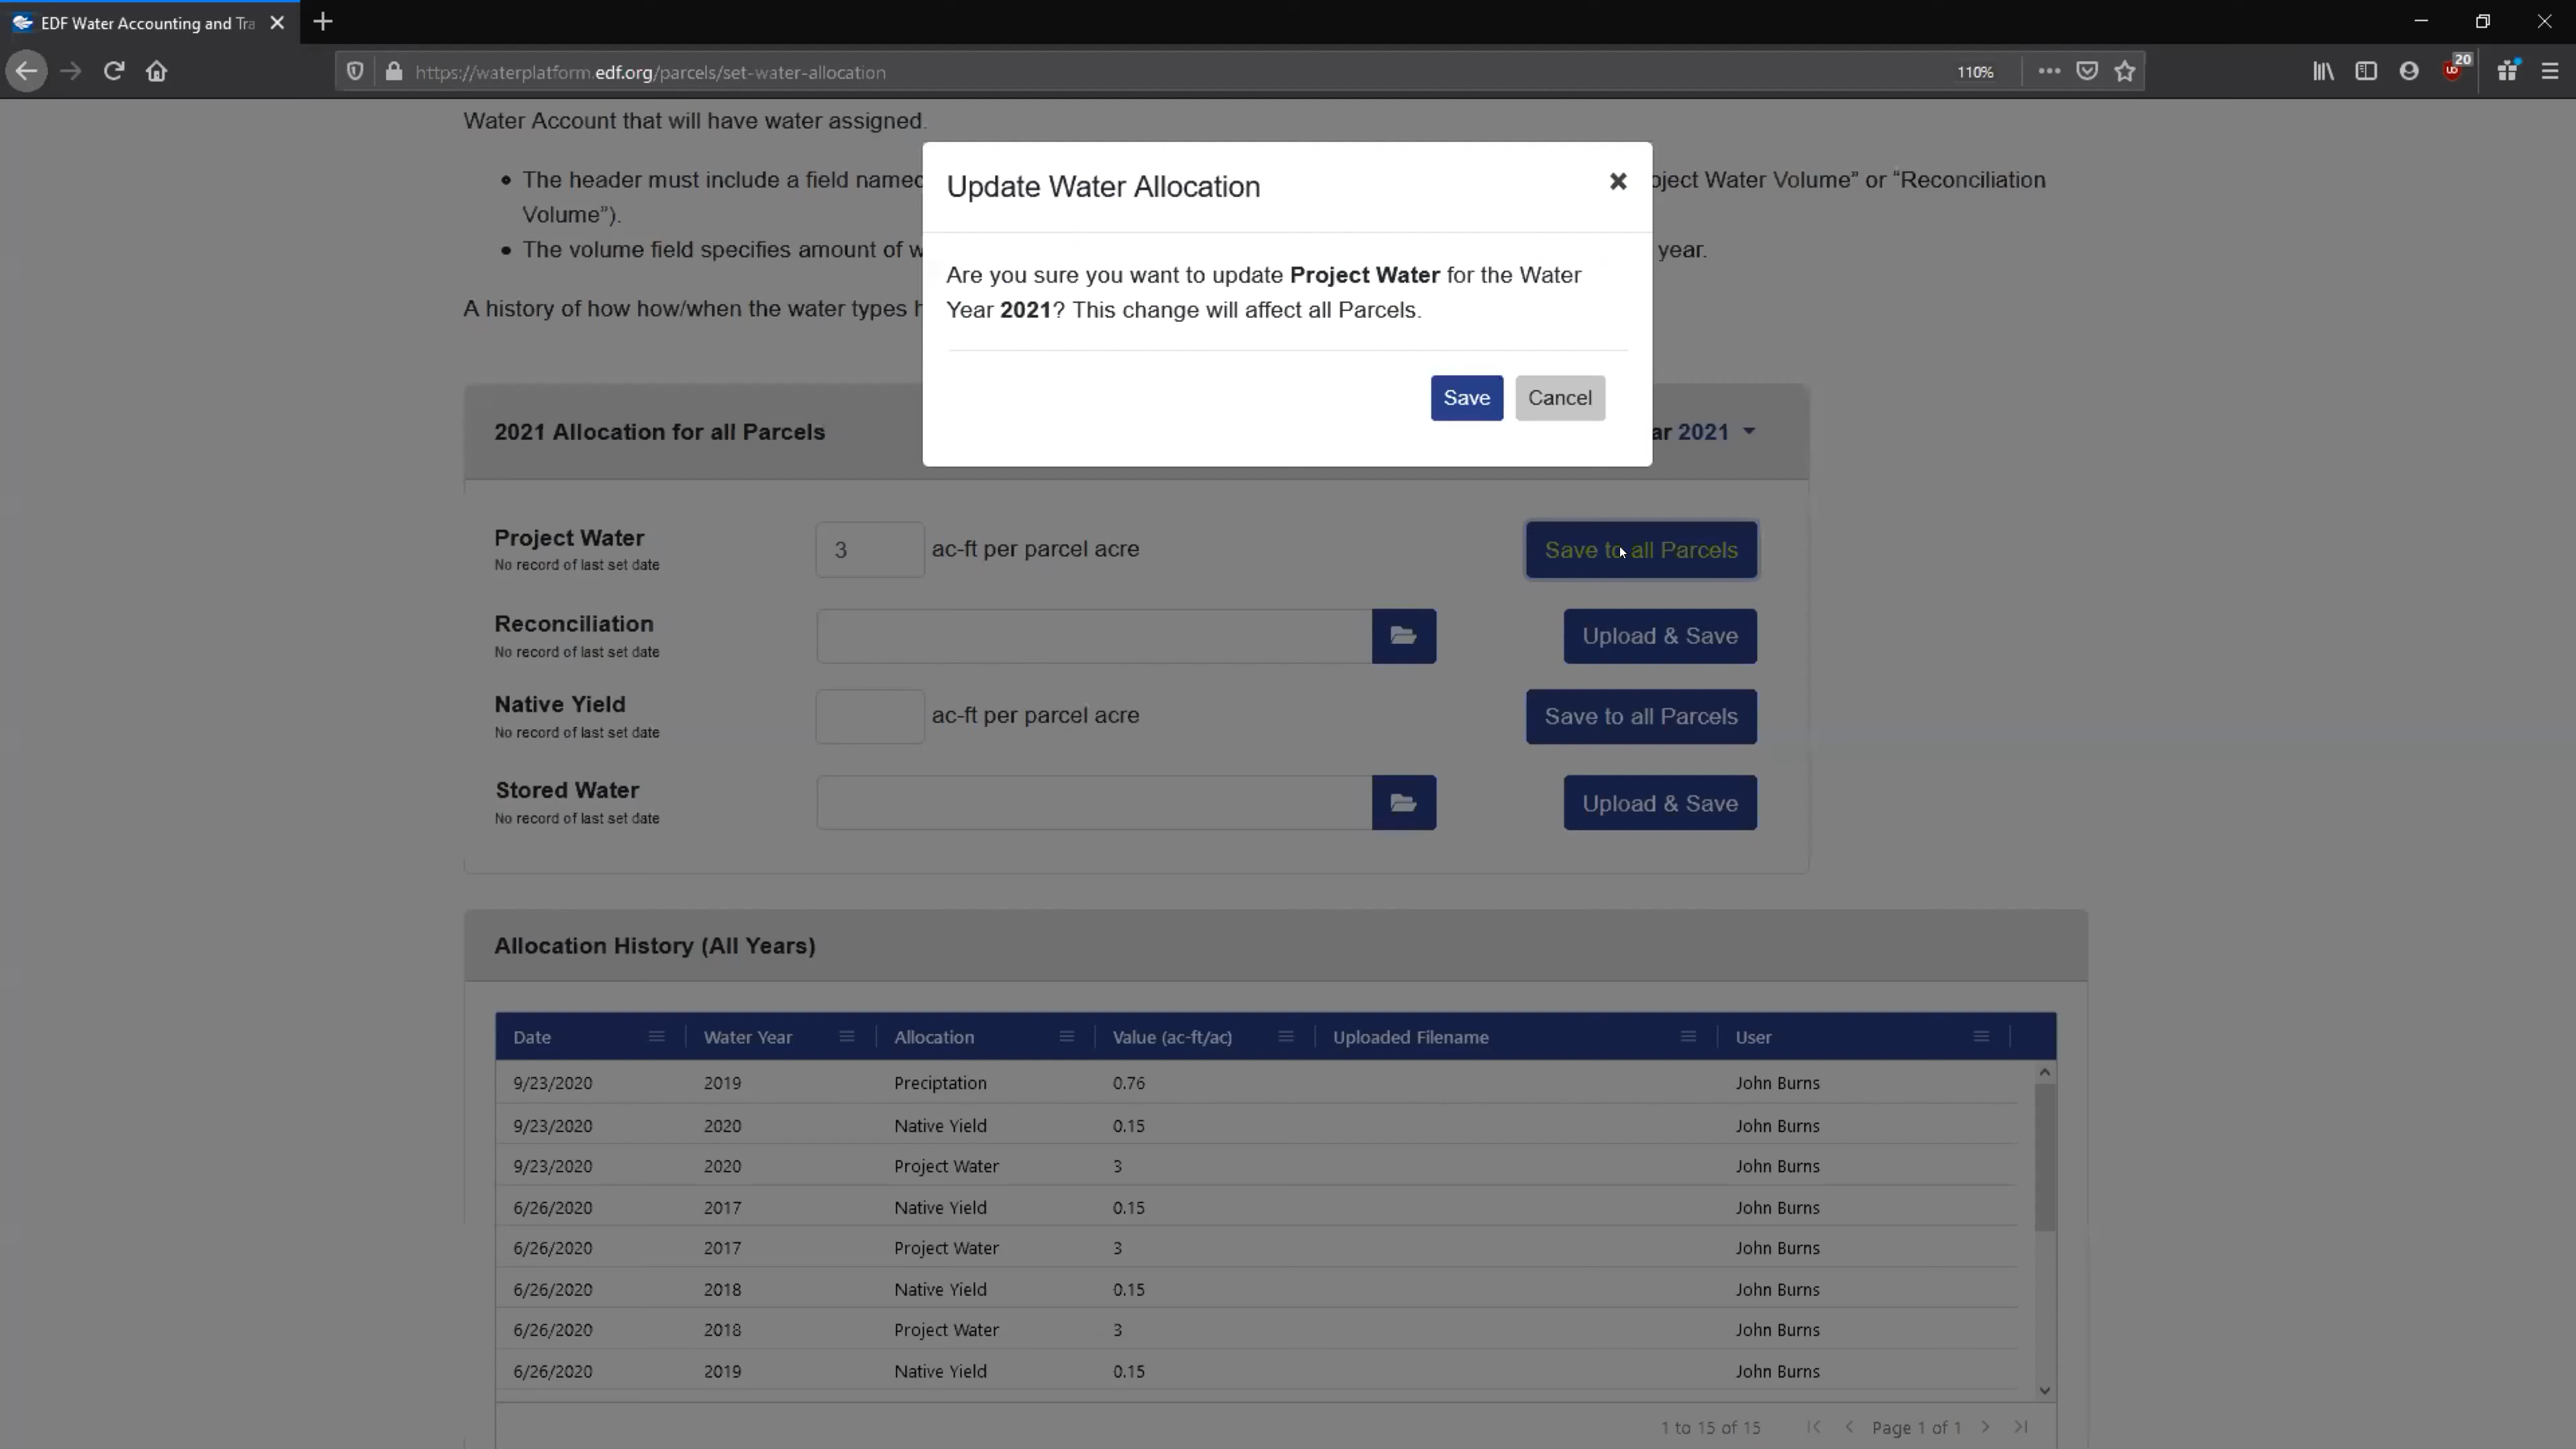 EDF Water Accounting and Tra
https://waterplatform.edf.org/parcels/set-water-allocation 110% 20
Water Account that will have water assigned.
The header must include a field named oject Water Volume” or “Reconciliation
Volume”).
The volume field specifies amount of w year.
A history of how how/when the water types h
Update Water Allocation
Are you sure you want to update Project Water for the Water
Year 2021? This change will affect all Parcels.
Save Cancel
2021 Allocation for all Parcels ar 2021
Project Water 3 ac-ft per parcel acre Save to all Parcels
No record of last set date
Reconciliation Upload & Save
No record of last set date
Native Yield ac-ft per parcel acre Save to all Parcels
No record of last set date
Stored Water Upload & Save
No record of last set date
Allocation History (All Years)
Date Water Year Allocation Value (ac-ft/ac) Uploaded Filename User
9/23/2020 2019 Preciptation 0.76 John Burns
9/23/2020 2020 Native Yield 0.15 John Burns
9/23/2020 2020 Project Water 3 John Burns
6/26/2020 2017 Native Yield 0.15 John Burns
6/26/2020 2017 Project Water 3 John Burns
6/26/2020 2018 Native Yield 0.15 John Burns
6/26/2020 2018 Project Water 3 John Burns
6/26/2020 2019 Native Yield 0.15 John Burns
1 to 15 of 15 Page 1 of 1